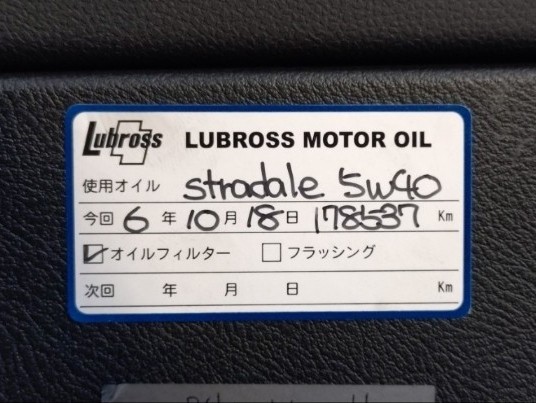 Lubross LUBROSS MOTOR OIL
使用オイル stradale 5w40
今回 6 年 10 月 18 日 178537 Km
☑ オイルフィルター ☐ フラッシング
次回 年 月 日 Km